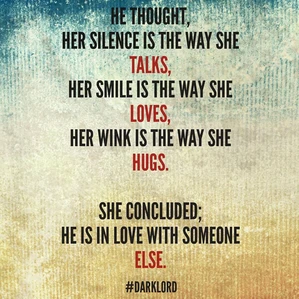 HE THOUGHT,
HER SILENCE IS THE WAY SHE
TALKS,
HER SMILE IS THE WAY SHE
LOVES,
HER WINK IS THE WAY SHE
HUGS.
SHE CONCLUDED;
HE IS IN LOVE WITH SOMEONE
ELSE.
#DARKLORD